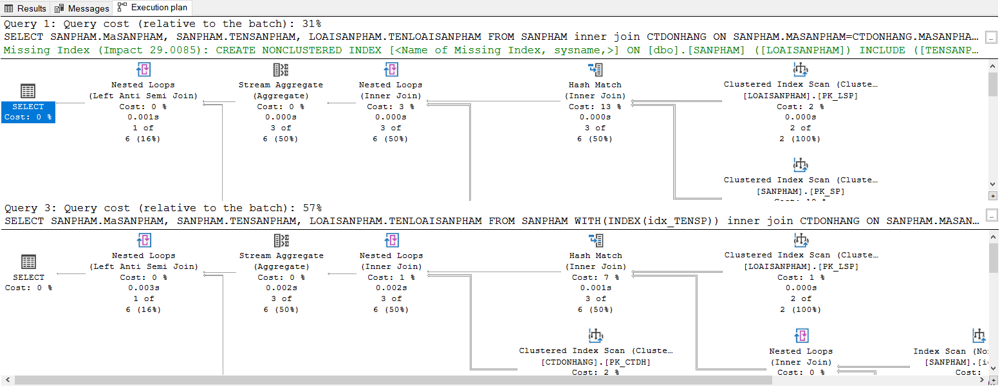 Results Messages Execution plan
Query 1: Query cost (relative to the batch): 31%
SELECT SANPHAM.MaSANPHAM, SANPHAM.TENSANPHAM, LOAISANPHAM.TENLOAISANPHAM FROM SANPHAM inner join CTDONHANG ON SANPHAM.MASANPHAM=CTDONHANG.MASANPHA…
Missing Index (Impact 29.0085): CREATE NONCLUSTERED INDEX [<Name of Missing Index, sysname,>] ON [dbo].[SANPHAM] ([LOAISANPHAM]) INCLUDE ([TENSANP…
SELECT
Cost: 0 %
Nested Loops
(Left Anti Semi Join)
Cost: 0 %
0.001s
1 of
6 (16%)
Stream Aggregate
(Aggregate)
Cost: 0 %
0.000s
3 of
6 (50%)
Nested Loops
(Inner Join)
Cost: 3 %
0.000s
3 of
6 (50%)
Hash Match
(Inner Join)
Cost: 13 %
0.000s
3 of
6 (50%)
Clustered Index Scan (Cluste…
[LOAISANPHAM].[PK_LSP]
Cost: 2 %
0.000s
2 of
2 (100%)
Clustered Index Scan (Cluste…
[SANPHAM].[PK_SP]
Query 3: Query cost (relative to the batch): 57%
SELECT SANPHAM.MaSANPHAM, SANPHAM.TENSANPHAM, LOAISANPHAM.TENLOAISANPHAM FROM SANPHAM WITH(INDEX(idx_TENSP)) inner join CTDONHANG ON SANPHAM.MASAN…
SELECT
Cost: 0 %
Nested Loops
(Left Anti Semi Join)
Cost: 0 %
0.003s
1 of
6 (16%)
Stream Aggregate
(Aggregate)
Cost: 0 %
0.002s
3 of
6 (50%)
Nested Loops
(Inner Join)
Cost: 1 %
0.002s
3 of
6 (50%)
Hash Match
(Inner Join)
Cost: 7 %
0.001s
3 of
6 (50%)
Clustered Index Scan (Cluste…
[LOAISANPHAM].[PK_LSP]
Cost: 1 %
0.000s
2 of
2 (100%)
Clustered Index Scan (Cluste…
[CTDONHANG].[PK_CTDH]
Cost: 2 %
Nested Loops
(Inner Join)
Cost: 0 %
Index Scan (No
[SANPHAM].[i
Cost: